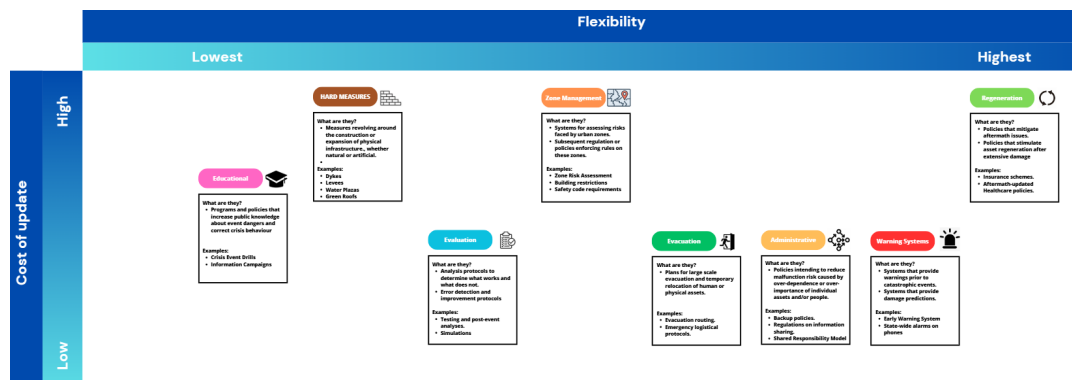 Flexibility
Lowest
Highest
Cost of update
High
Low
HARD MEASURES
What are they?
• Measures revolving around
the construction or
expansion of physical
infrastructure., whether
natural or artificial.
•
Examples:
• Dykes
• Levees
• Water Plazas
• Green Roofs
Zone Management
What are they?
• Systems for assessing risks
faced by urban zones.
• Subsequent regulation or
policies enforcing rules on
these zones.
Examples:
• Zone Risk Assessment
• Building restrictions
• Safety code requirements
Regeneration
What are they?
• Policies that mitigate
aftermath issues.
• Policies that stimulate
asset regeneration after
extensive damage
Examples:
• Insurance schemes.
• Aftermath-updated
Healthcare policies.
Educational
What are they?
• Programs and policies that
increase public knowledge
about event dangers and
correct crisis behaviour
Examples:
• Crisis Event Drills
• Information Campaigns
Evaluation
What are they?
• Analysis protocols to
determine what works and
what does not.
• Error detection and
improvement protocols
Examples:
• Testing and post-event
analyses.
• Simulations
Evacuation
What are they?
• Plans for large scale
evacuation and temporary
relocation of human or
physical assets.
Examples:
• Evacuation routing.
• Emergency logistical
protocols.
Administrative
What are they?
• Policies intending to reduce
malfunction risk caused by
over-dependence or over-
importance of individual
assets and/or people.
Examples:
• Backup policies.
• Regulations on information
sharing.
• Shared Responsibility Model
Warning Systems
What are they?
• Systems that provide
warnings prior to
catastrophic events.
• Systems that provide
damage predictions.
Examples:
• Early Warning System
• State-wide alarms on
phones